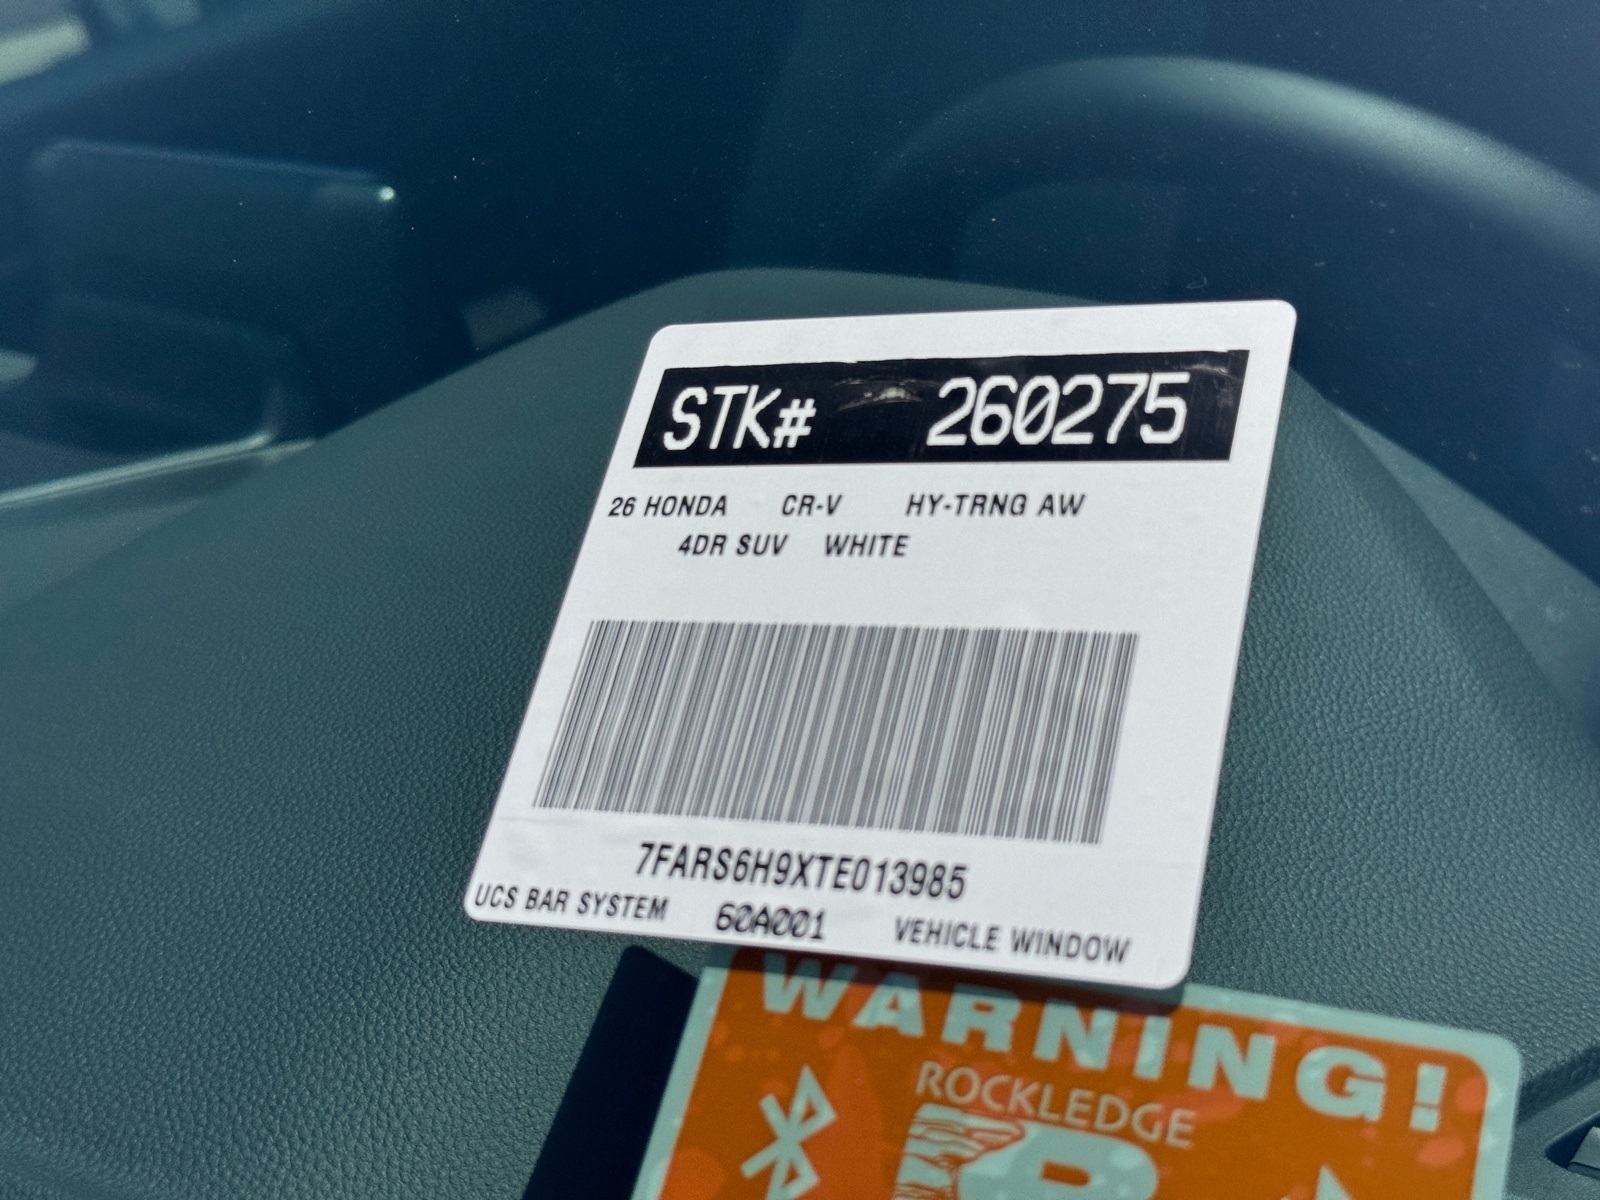 STK# 260275
26 HONDA CR-V HY-TRNG AW
4DR SUV WHITE
7FARS6H9XTE013985
UCS BAR SYSTEM 60A001 VEHICLE WINDOW
WARNING!
ROCKLEDGE